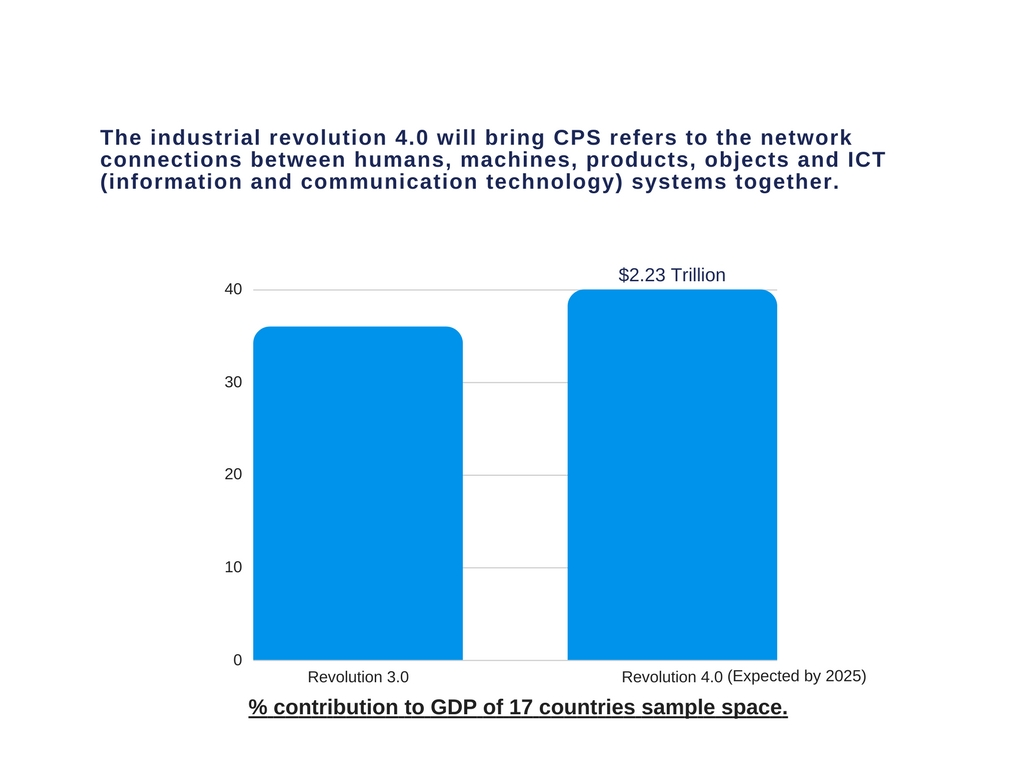 The industrial revolution 4.0 will bring CPS refers to the network
connections between humans, machines, products, objects and ICT
(information and communication technology) systems together.
$2.23 Trillion
40
30
20
10
0
Revolution 3.0
Revolution 4.0 (Expected by 2025)
% contribution to GDP of 17 countries sample space.